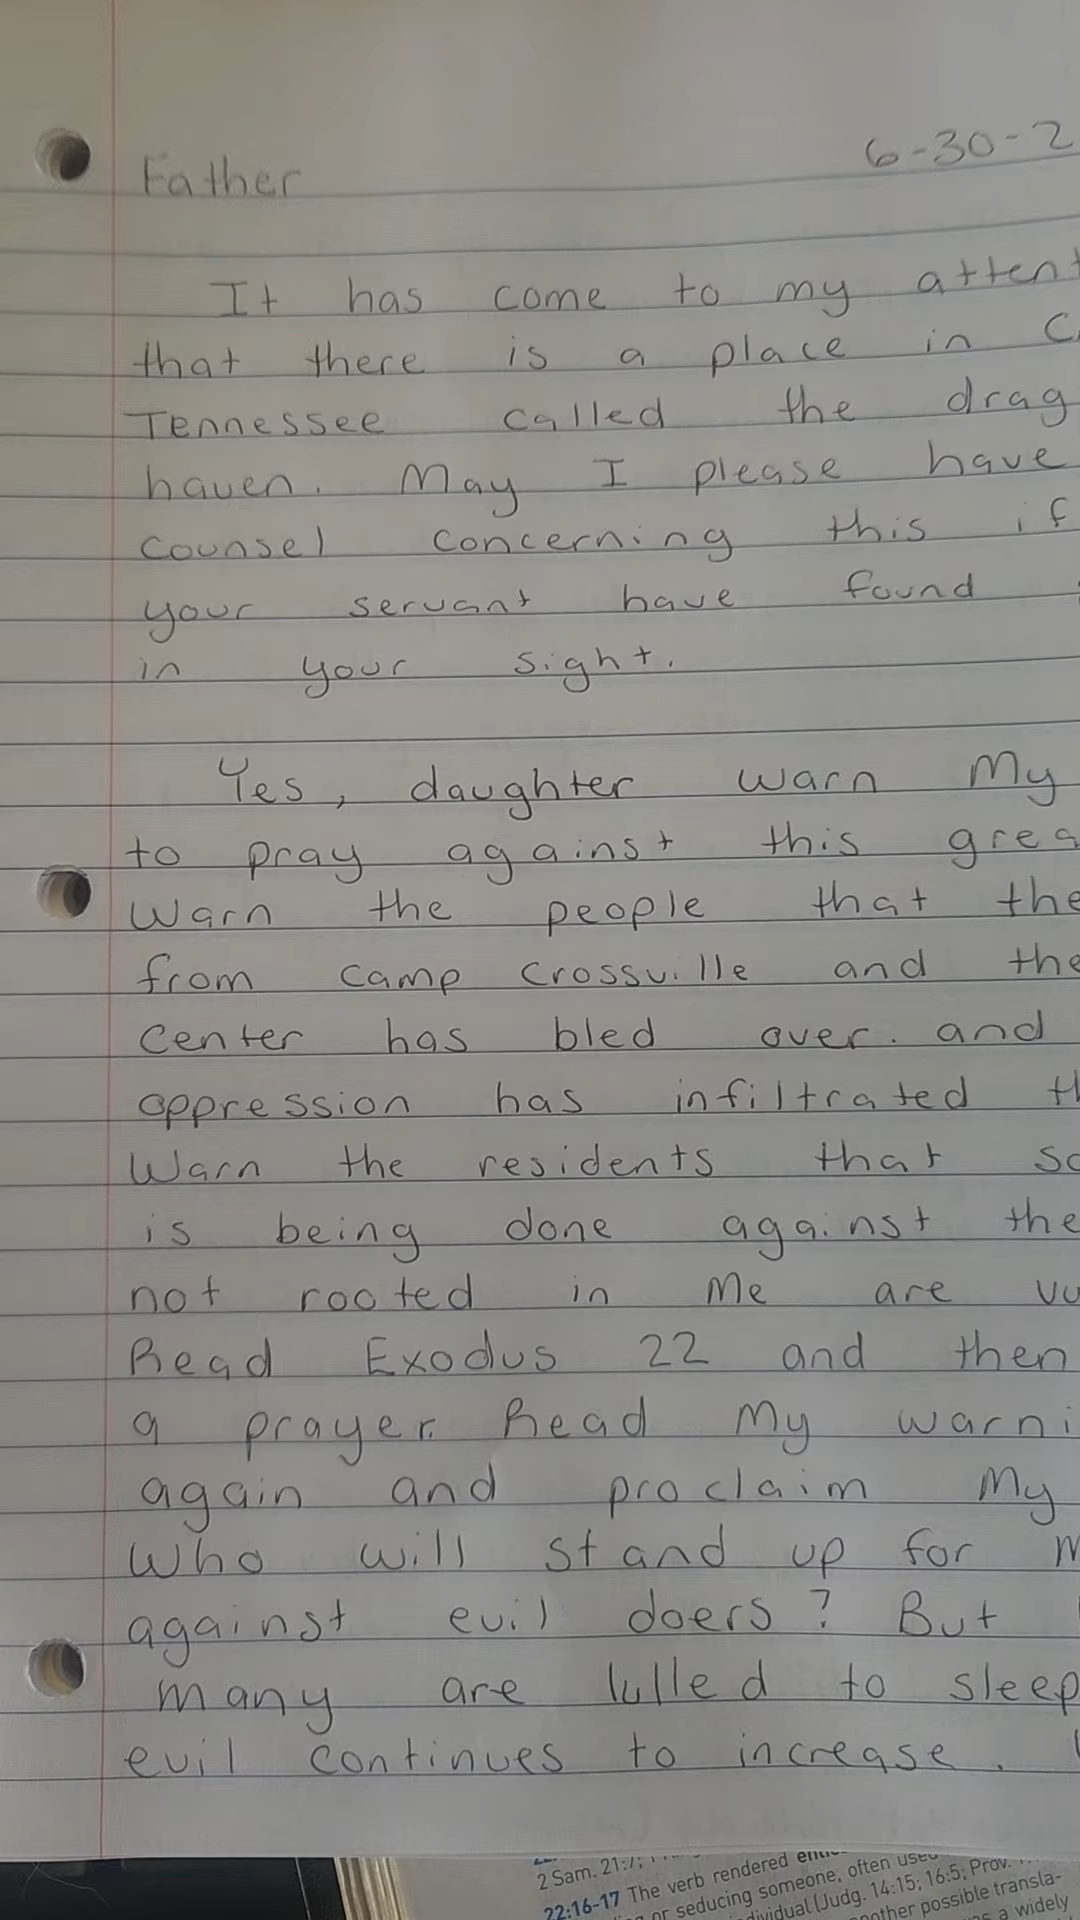 Father
6-30-2
It has come to my attent
that there is a place in C
Tennessee called the drag
haven. May I please have
counsel concerning this if
your servant have found
in your sight.
Yes, daughter warn My
to pray against this grea
Warn the people that the
from camp crossville and the
center has bled over. and
oppression has infiltrated th
Warn the residents that so
is being done against the
not rooted in Me are vu
Read Exodus 22 and then
a prayer. Read My warni
again and proclaim My
Who will stand up for m
against evil doers? But
many are lulled to sleep
evil continues to increase.
2 Sam. 21:7;
22:16-17 The verb rendered
or seducing someone, often used
dividual (Judg. 14:15; 16:5; Prov.
nother possible transla-
s a widely